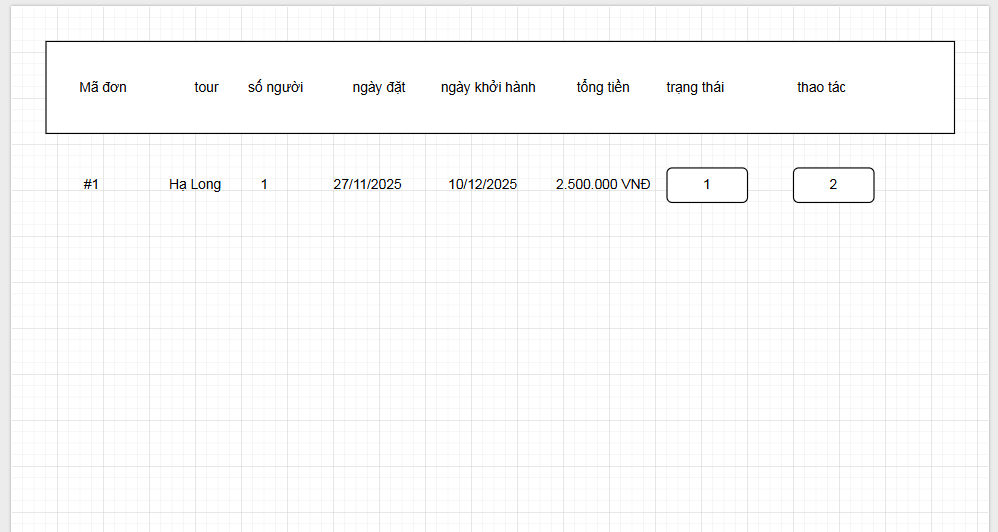 Mã đơn tour số người ngày đặt ngày khởi hành tổng tiền trạng thái thao tác
#1 Hạ Long 1 27/11/2025 10/12/2025 2.500.000 VNĐ 1 2